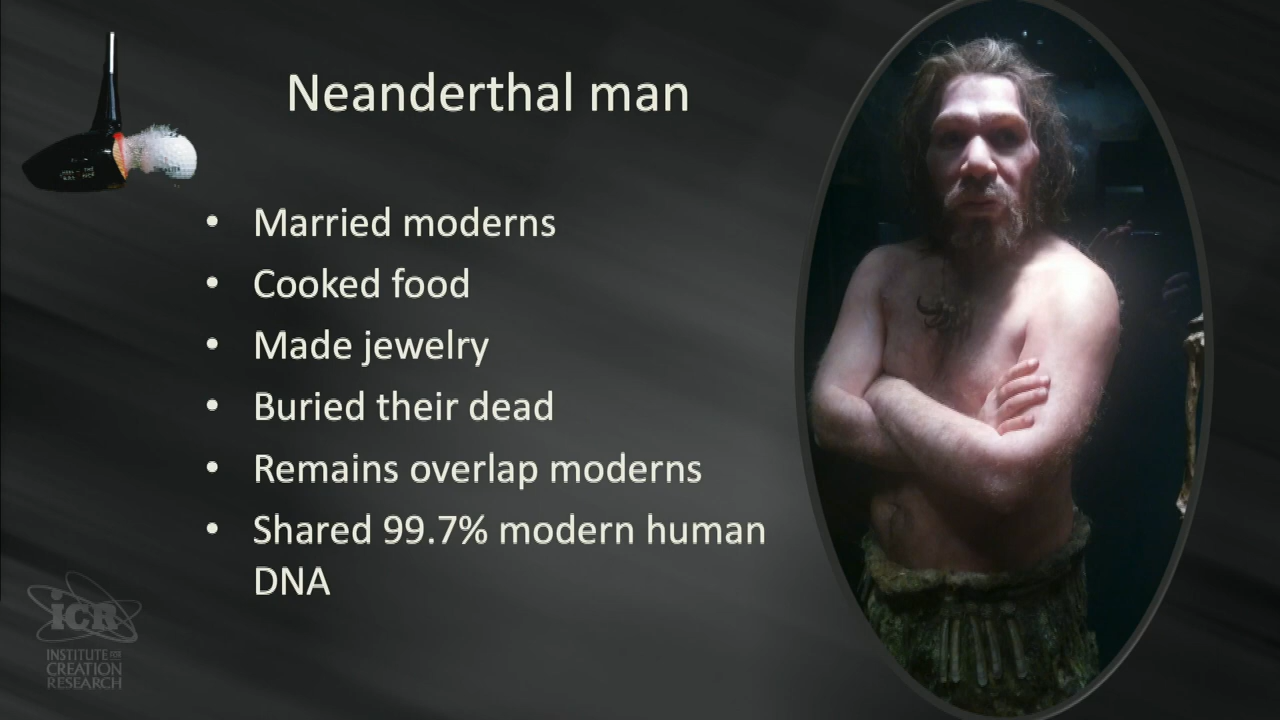 Neanderthal man
• Married moderns
• Cooked food
• Made jewelry
• Buried their dead
• Remains overlap moderns
• Shared 99.7% modern human
DNA
iCR
INSTITUTE FOR
CREATION
RESEARCH